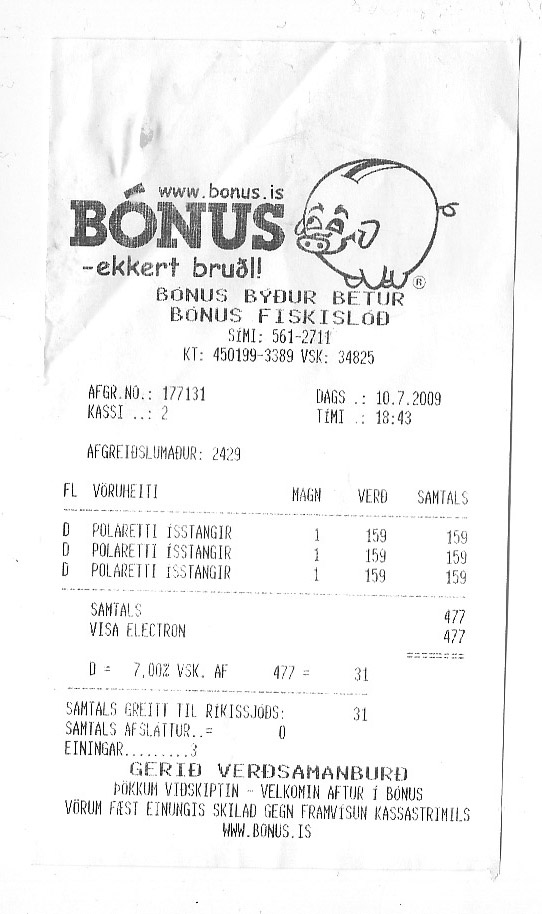 www.bonus.is
BÓNUS
-ekkert bruðl!
®
BÓNUS BÝÐUR BETUR
BÓNUS FISKISLÓÐ
SÍMI: 561-2711
KT: 450199-3389 VSK: 34825
AFGR.NO.: 177131 DAGS .: 10.7.2009
KASSI ..: 2 TÍMI .: 18:43
AFGREIÐSLUMAÐUR: 2429
FL VÖRUHEITI MAGN VERÐ SAMTALS
D POLARETTI ÍSSTANGIR 1 159 159
D POLARETTI ÍSSTANGIR 1 159 159
D POLARETTI ÍSSTANGIR 1 159 159
SAMTALS 477
VISA ELECTRON 477
========
D = 7,00% VSK. AF 477 = 31
SAMTALS GREITT TIL RÍKISSJÓÐS: 31
SAMTALS AFSLÁTTUR..= 0
EININGAR.........3
GERIÐ VERÐSAMANBURÐ
ÞÖKKUM VIÐSKIPTIN - VELKOMIN AFTUR Í BÓNUS
VÖRUM FÆST EINUNGIS SKILAÐ GEGN FRAMVÍSUN KASSASTRIMILS
WWW.BONUS.IS